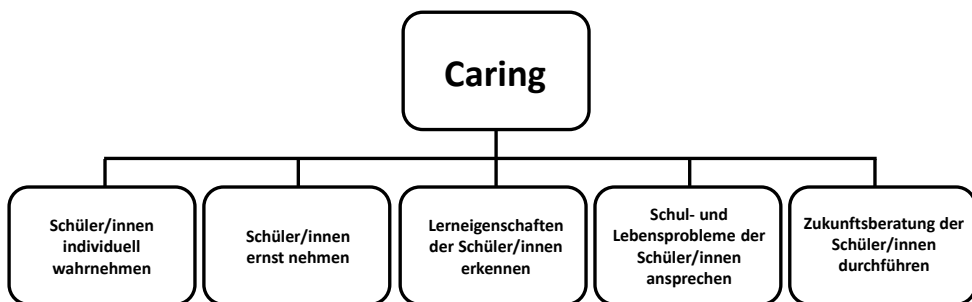 Caring
Schüler/innen
individuell
wahrnehmen
Schüler/innen
ernst nehmen
Lerneigenschaften
der Schüler/innen
erkennen
Schul- und
Lebensprobleme der
Schüler/innen
ansprechen
Zukunftsberatung der
Schüler/innen
durchführen